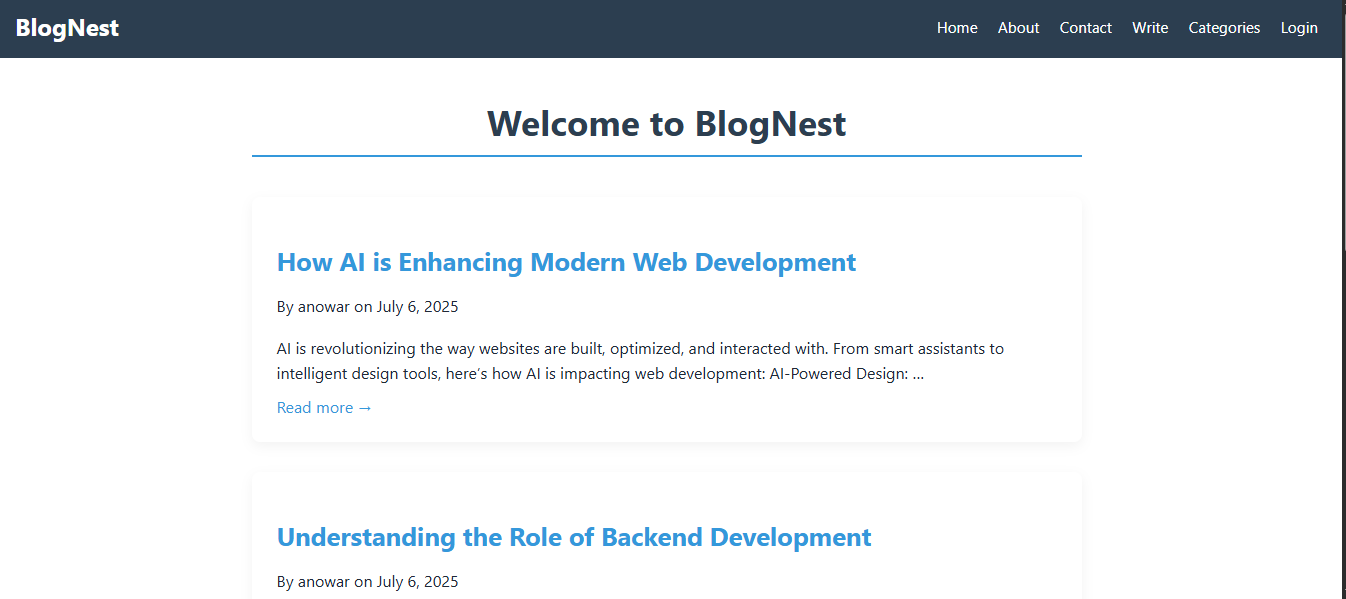 BlogNest
Home About Contact Write Categories Login
Welcome to BlogNest
How AI is Enhancing Modern Web Development
By anowar on July 6, 2025
AI is revolutionizing the way websites are built, optimized, and interacted with. From smart assistants to
intelligent design tools, here’s how AI is impacting web development: AI-Powered Design: ...
Read more →
Understanding the Role of Backend Development
By anowar on July 6, 2025